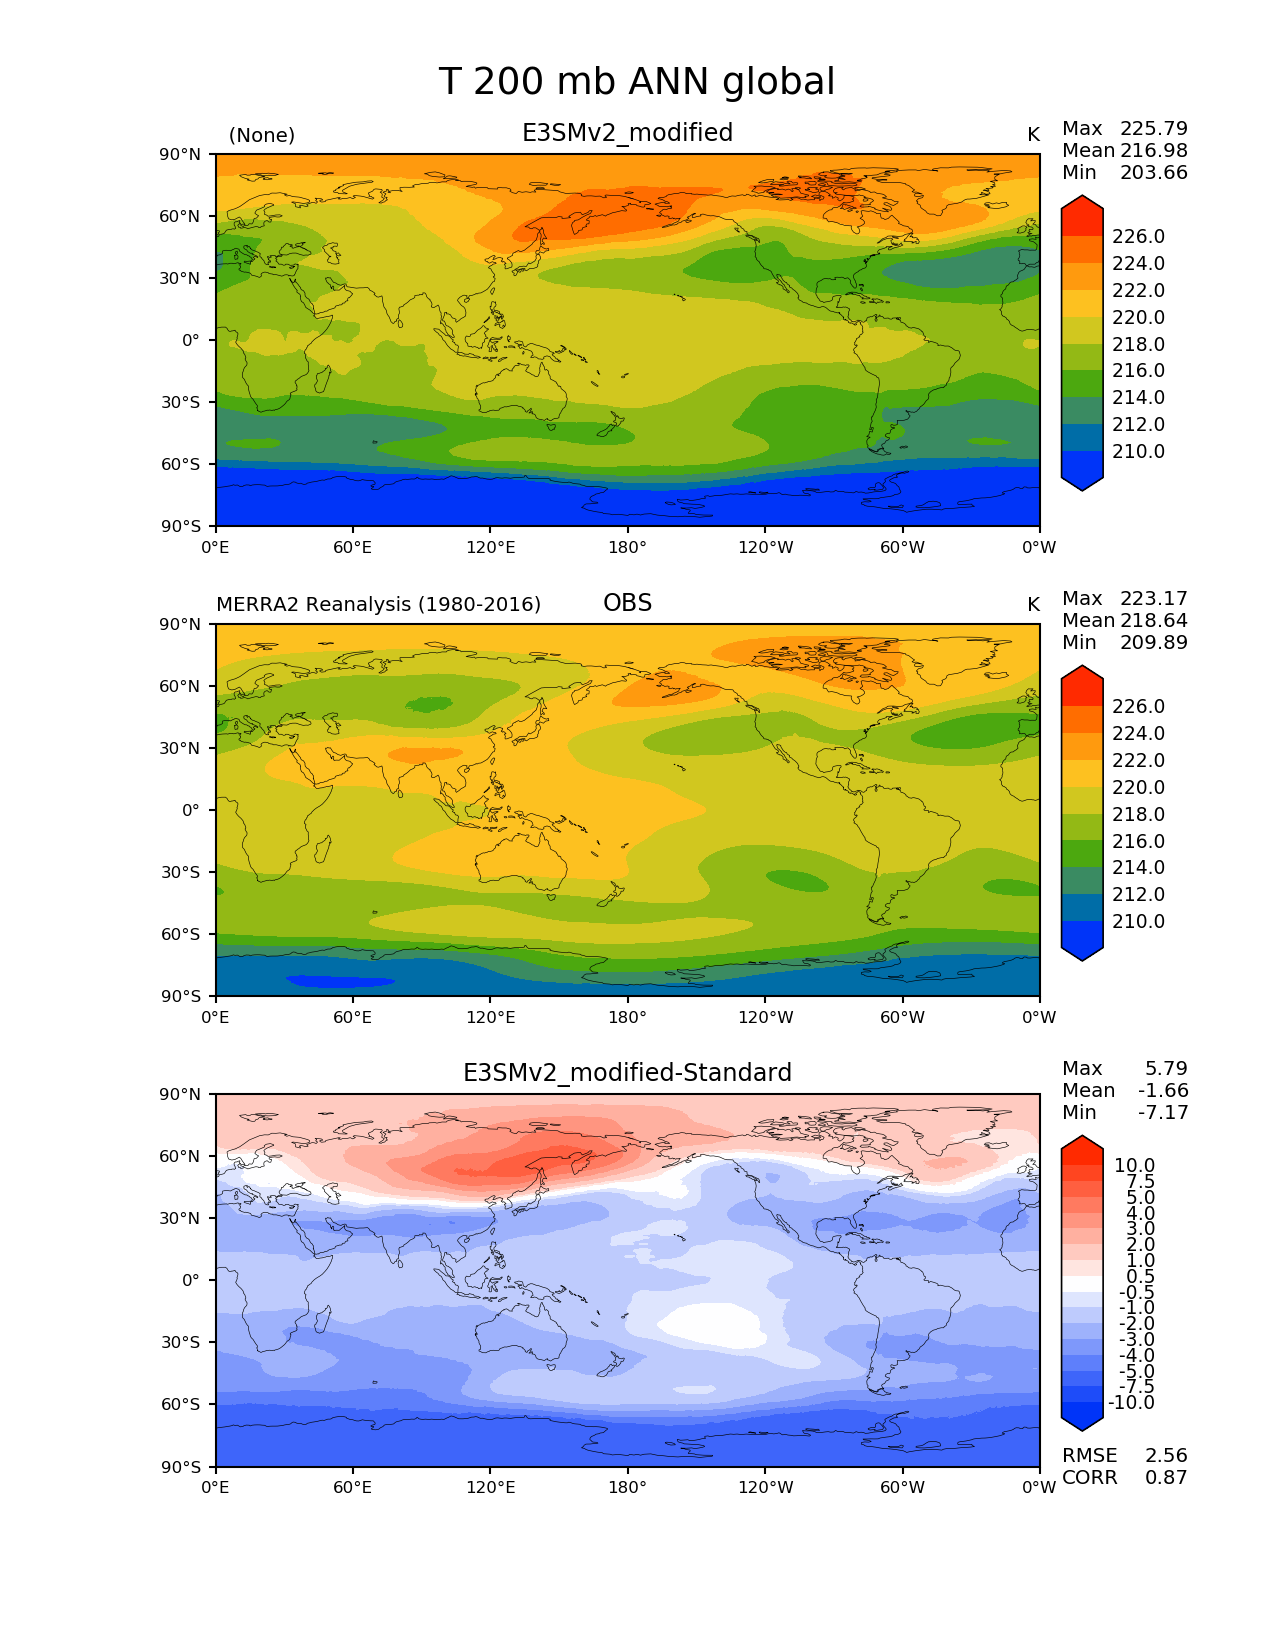 T 200 mb ANN global
(None) E3SMv2_modified K
Max 225.79
Mean 216.98
Min 203.66
90°N
60°N
30°N
0°
30°S
60°S
90°S
0°E 60°E 120°E 180° 120°W 60°W 0°W
226.0
224.0
222.0
220.0
218.0
216.0
214.0
212.0
210.0
MERRA2 Reanalysis (1980-2016) OBS K
Max 223.17
Mean 218.64
Min 209.89
90°N
60°N
30°N
0°
30°S
60°S
90°S
0°E 60°E 120°E 180° 120°W 60°W 0°W
226.0
224.0
222.0
220.0
218.0
216.0
214.0
212.0
210.0
E3SMv2_modified-Standard
Max 5.79
Mean -1.66
Min -7.17
90°N
60°N
30°N
0°
30°S
60°S
90°S
0°E 60°E 120°E 180° 120°W 60°W 0°W
10.0
7.5
5.0
4.0
3.0
2.0
1.0
0.5
-0.5
-1.0
-2.0
-3.0
-4.0
-5.0
-7.5
-10.0
RMSE 2.56
CORR 0.87